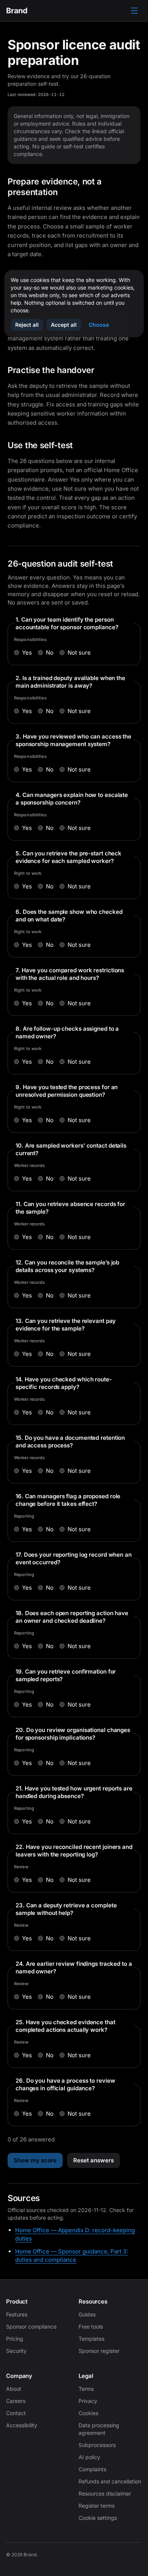 Brand
Sponsor licence audit
preparation
Review evidence and try our 26-question
preparation self-test.
Last reviewed: 2026-11-12
General information only, not legal, immigration
or employment advice. Rules and individual
circumstances vary. Check the linked official
guidance and seek qualified advice before
acting. No guide or self-test certifies
compliance.
Prepare evidence, not a
presentation
A useful internal review asks whether another
trained person can find the evidence and explain
the process. Choose a small sample of worker
records, trace each from recruitment to its
current position, and list gaps with an owner and
a target date.
We use cookies that keep the site working. With
your say so we would also use marketing cookies,
on this website only, to see which of our adverts
help. Nothing optional is switched on until you
choose.
Reject all
Accept all
Choose
management system rather than treating one
system as automatically correct.
Practise the handover
Ask the deputy to retrieve evidence without
help from the usual administrator. Record where
they struggle. Fix access and training gaps while
keeping sensitive worker information within
authorised access.
Use the self-test
The 26 questions below are our internal
preparation prompts, not an official Home Office
questionnaire. Answer Yes only where you can
show evidence; use Not sure when you have not
tested the control. Treat every gap as an action
to review, even if your overall score is high. The
score cannot predict or certify
compliance.
26-question audit self-test
Answer every question. Yes means you can
produce evidence. Answers stay in this page's
memory and disappear when you reset or reload.
No answers are sent or saved.
1. Can your team identify the person
accountable for sponsor compliance?
Responsibilities
Yes No Not sure
2. Is a trained deputy available when the
main administrator is away?
Responsibilities
Yes No Not sure
3. Have you reviewed who can access the
sponsorship management system?
Responsibilities
Yes No Not sure
4. Can managers explain how to escalate
a sponsorship concern?
Responsibilities
Yes No Not sure
5. Can you retrieve the pre-start check
evidence for each sampled worker?
Right to work
Yes No Not sure
6. Does the sample show who checked
and on what date?
Right to work
Yes No Not sure
7. Have you compared work restrictions
with the actual role and hours?
Right to work
Yes No Not sure
8. Are follow-up checks assigned to a
named owner?
Right to work
Yes No Not sure
9. Have you tested the process for an
unresolved permission question?
Right to work
Yes No Not sure
10. Are sampled workers' contact details
current?
Worker records
Yes No Not sure
11. Can you retrieve absence records for
the sample?
Worker records
Yes No Not sure
12. Can you reconcile the sample's job
details across your systems?
Worker records
Yes No Not sure
13. Can you retrieve the relevant pay
evidence for the sample?
Worker records
Yes No Not sure
14. Have you checked which route-
specific records apply?
Worker records
Yes No Not sure
15. Do you have a documented retention
and access process?
Worker records
Yes No Not sure
16. Can managers flag a proposed role
change before it takes effect?
Reporting
Yes No Not sure
17. Does your reporting log record when an
event occurred?
Reporting
Yes No Not sure
18. Does each open reporting action have
an owner and checked deadline?
Reporting
Yes No Not sure
19. Can you retrieve confirmation for
sampled reports?
Reporting
Yes No Not sure
20. Do you review organisational changes
for sponsorship implications?
Reporting
Yes No Not sure
21. Have you tested how urgent reports are
handled during absence?
Reporting
Yes No Not sure
22. Have you reconciled recent joiners and
leavers with the reporting log?
Review
Yes No Not sure
23. Can a deputy retrieve a complete
sample without help?
Review
Yes No Not sure
24. Are earlier review findings tracked to a
named owner?
Review
Yes No Not sure
25. Have you checked evidence that
completed actions actually work?
Review
Yes No Not sure
26. Do you have a process to review
changes in official guidance?
Review
Yes No Not sure
0 of 26 answered
Show my score
Reset answers
Sources
Official sources checked on 2026-11-12. Check for
updates before acting.
Home Office — Appendix D: record-keeping
duties
Home Office — Sponsor guidance, Part 3:
duties and compliance
Product
Features
Sponsor compliance
Pricing
Security
Resources
Guides
Free tools
Templates
Sponsor register
Company
About
Careers
Contact
Accessibility
Legal
Terms
Privacy
Cookies
Data processing
agreement
Subprocessors
AI policy
Complaints
Refunds and cancellation
Resources disclaimer
Register terms
Cookie settings
© 2026 Brand.